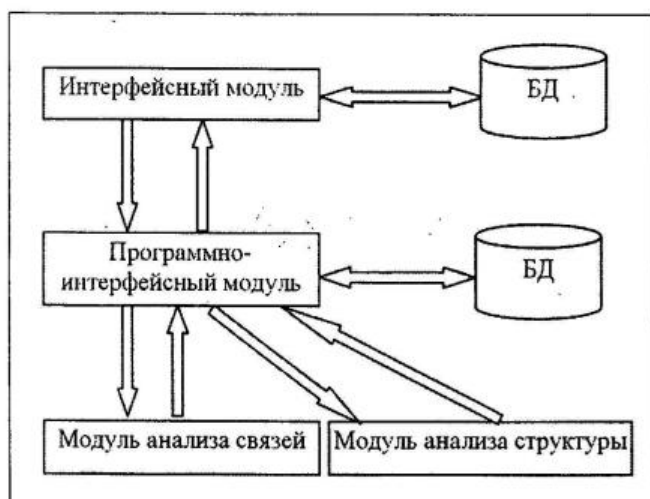 Интерфейсный модуль
БД
Программно-
интерфейсный модуль
БД
Модуль анализа связей
Модуль анализа структуры